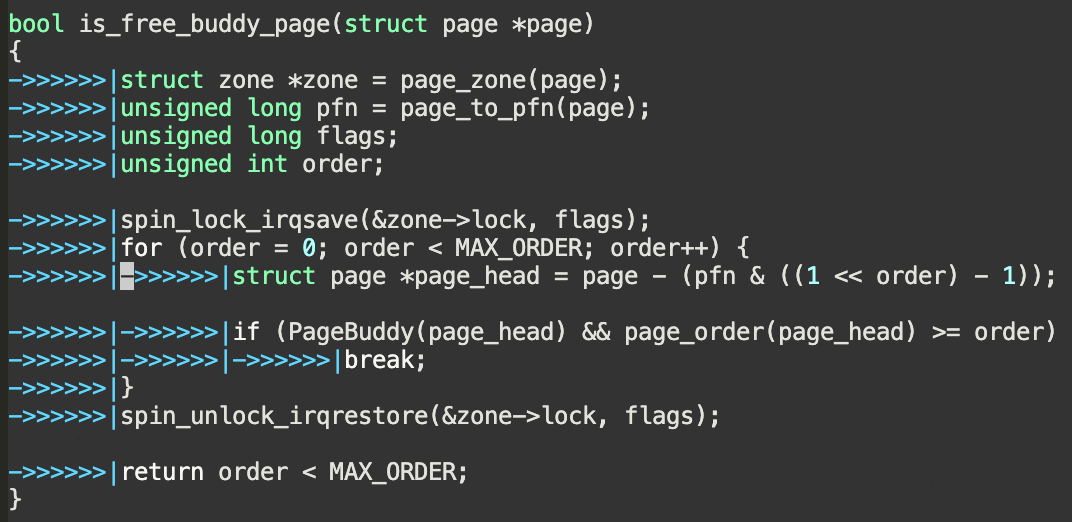 bool is_free_buddy_page(struct page *page)
{
->>>>>>|struct zone *zone = page_zone(page);
->>>>>>|unsigned long pfn = page_to_pfn(page);
->>>>>>|unsigned long flags;
->>>>>>|unsigned int order;

->>>>>>|spin_lock_irqsave(&zone->lock, flags);
->>>>>>|for (order = 0; order < MAX_ORDER; order++) {
->>>>>>|->>>>>>|struct page *page_head = page - (pfn & ((1 << order) - 1));

->>>>>>|->>>>>>|if (PageBuddy(page_head) && page_order(page_head) >= order)
->>>>>>|->>>>>>|->>>>>>|break;
->>>>>>|}
->>>>>>|spin_unlock_irqrestore(&zone->lock, flags);

->>>>>>|return order < MAX_ORDER;
}